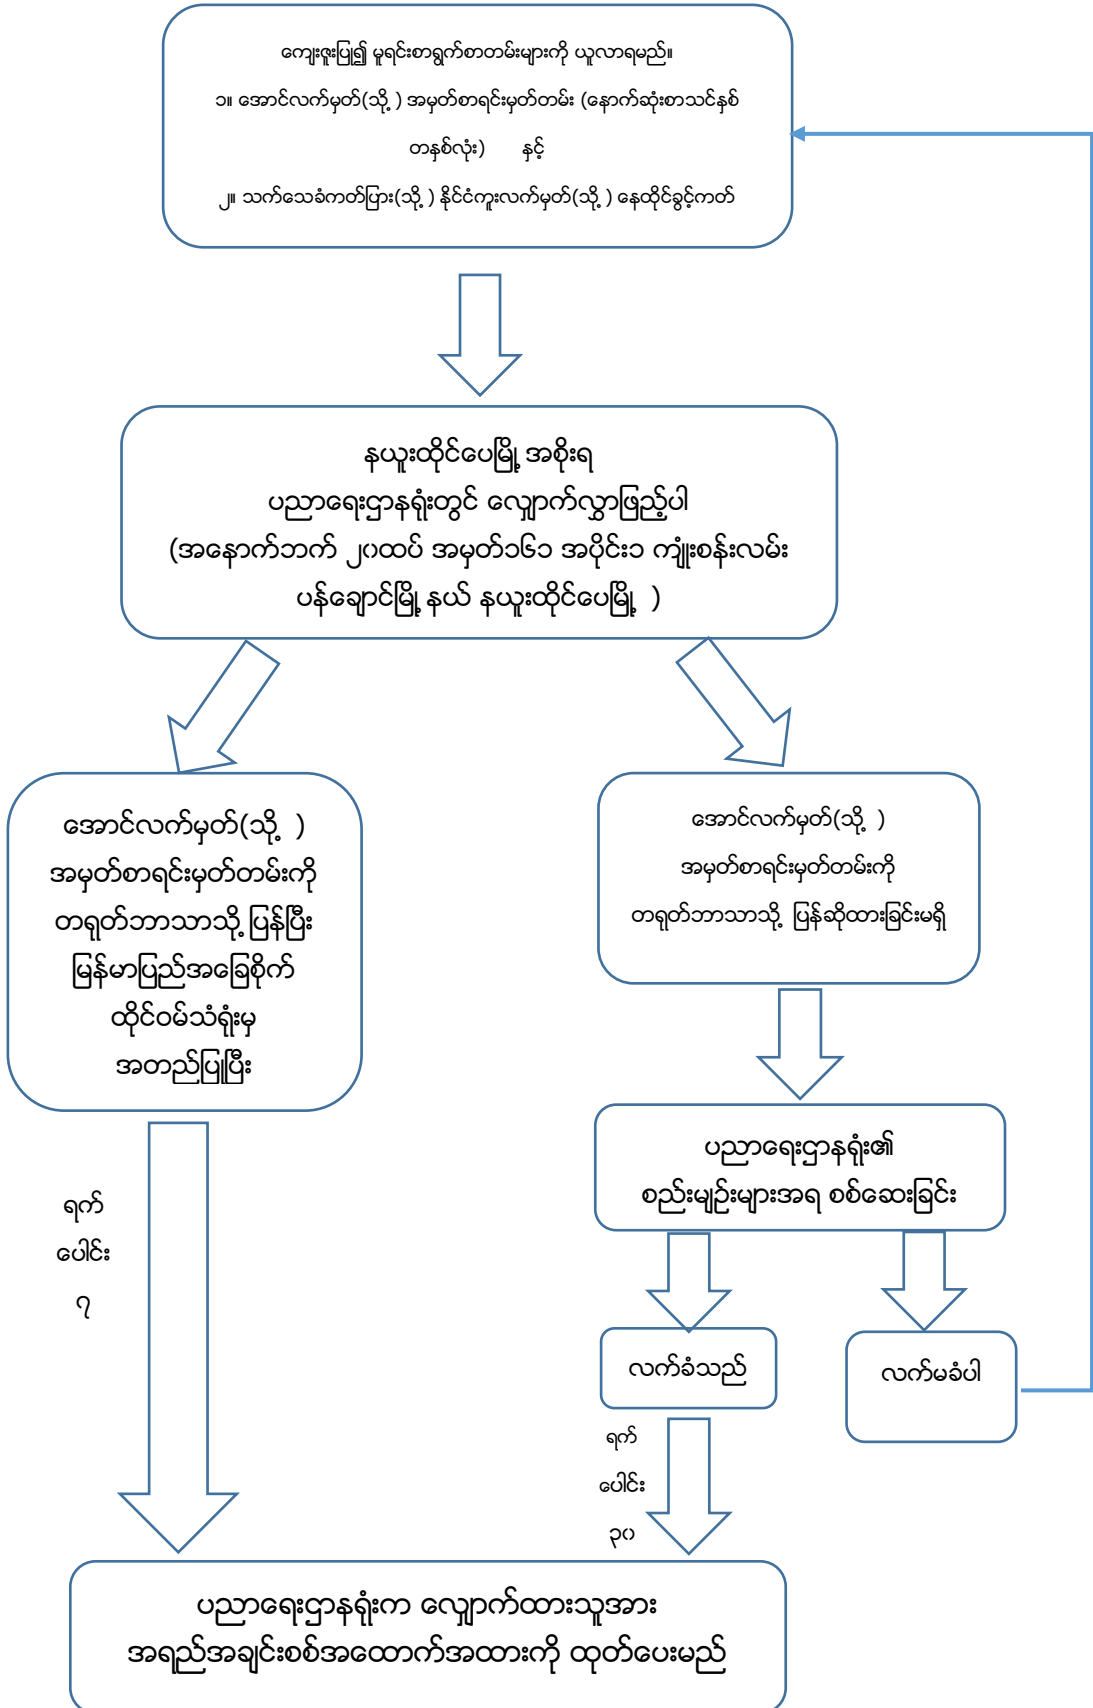 ကျေးဇူးပြု၍ မူရင်းစာရွက်စာတမ်းများကို ယူလာရမည်။
၁။ အောင်လက်မှတ်(သို့ ) အမှတ်စာရင်းမှတ်တမ်း (နောက်ဆုံးစာသင်နှစ်
တနှစ်လုံး) နှင့်
၂။ သက်သေခံကတ်ပြား(သို့ ) နိုင်ငံကူးလက်မှတ်(သို့ ) နေထိုင်ခွင့်ကတ်
နယူးထိုင်ပေမြို့ အစိုးရ
ပညာရေးဌာနရုံးတွင် လျှောက်လွှာဖြည့်ပါ
(အနောက်ဘက် ၂၀ထပ် အမှတ်၁၆၁ အပိုင်း၁ ကျုံးစန်းလမ်း
ပန်ချောင်မြို့ နယ် နယူးထိုင်ပေမြို့ )
အောင်လက်မှတ်(သို့ )
အမှတ်စာရင်းမှတ်တမ်းကို
တရုတ်ဘာသာသို့ ပြန်ပြီး
မြန်မာပြည်အခြေစိုက်
ထိုင်ဝမ်သံရုံးမှ
အတည်ပြုပြီး
အောင်လက်မှတ်(သို့ )
အမှတ်စာရင်းမှတ်တမ်းကို
တရုတ်ဘာသာသို့ ပြန်ဆိုထားခြင်းမရှိ
ပညာရေးဌာနရုံး၏
စည်းမျဉ်းများအရ စစ်ဆေးခြင်း
ရက်
ပေါင်း
၇
လက်ခံသည်
လက်မခံပါ
ရက်
ပေါင်း
၃၀
ပညာရေးဌာနရုံးက လျှောက်ထားသူအား
အရည်အချင်းစစ်အထောက်အထားကို ထုတ်ပေးမည်